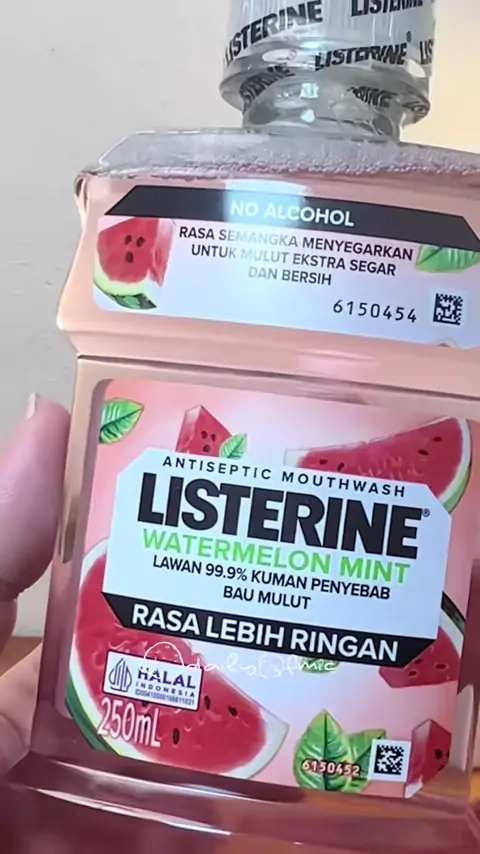 LISTERINE
LISTERINE
LISTERINE
NO ALCOHOL
RASA SEMANGKA MENYEGARKAN
UNTUK MULUT EKSTRA SEGAR
DAN BERSIH
6150454
ANTISEPTIC MOUTHWASH
LISTERINE®
WATERMELON MINT
LAWAN 99.9% KUMAN PENYEBAB
BAU MULUT
RASA LEBIH RINGAN
HALAL
INDONESIA
250mL
6150452